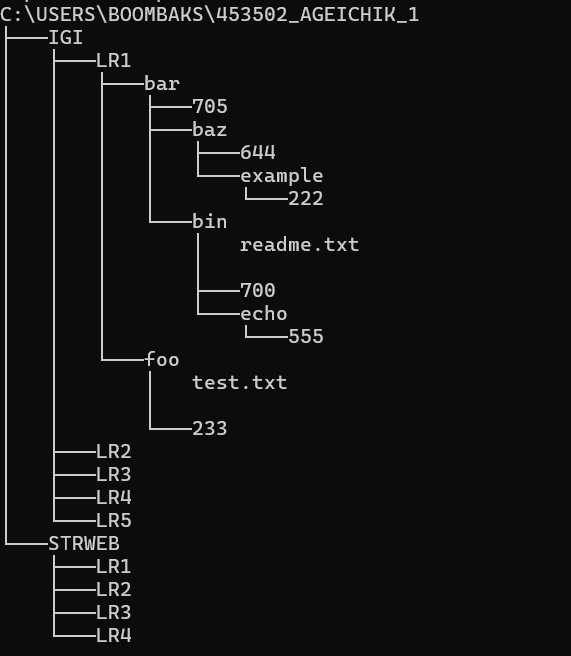 C:\USERS\BOOMBAKS\453502_AGEICHIK_1
IGI
LR1
bar
705
baz
644
example
222
bin
readme.txt
700
echo
555
foo
test.txt
233
LR2
LR3
LR4
LR5
STRWEB
LR1
LR2
LR3
LR4